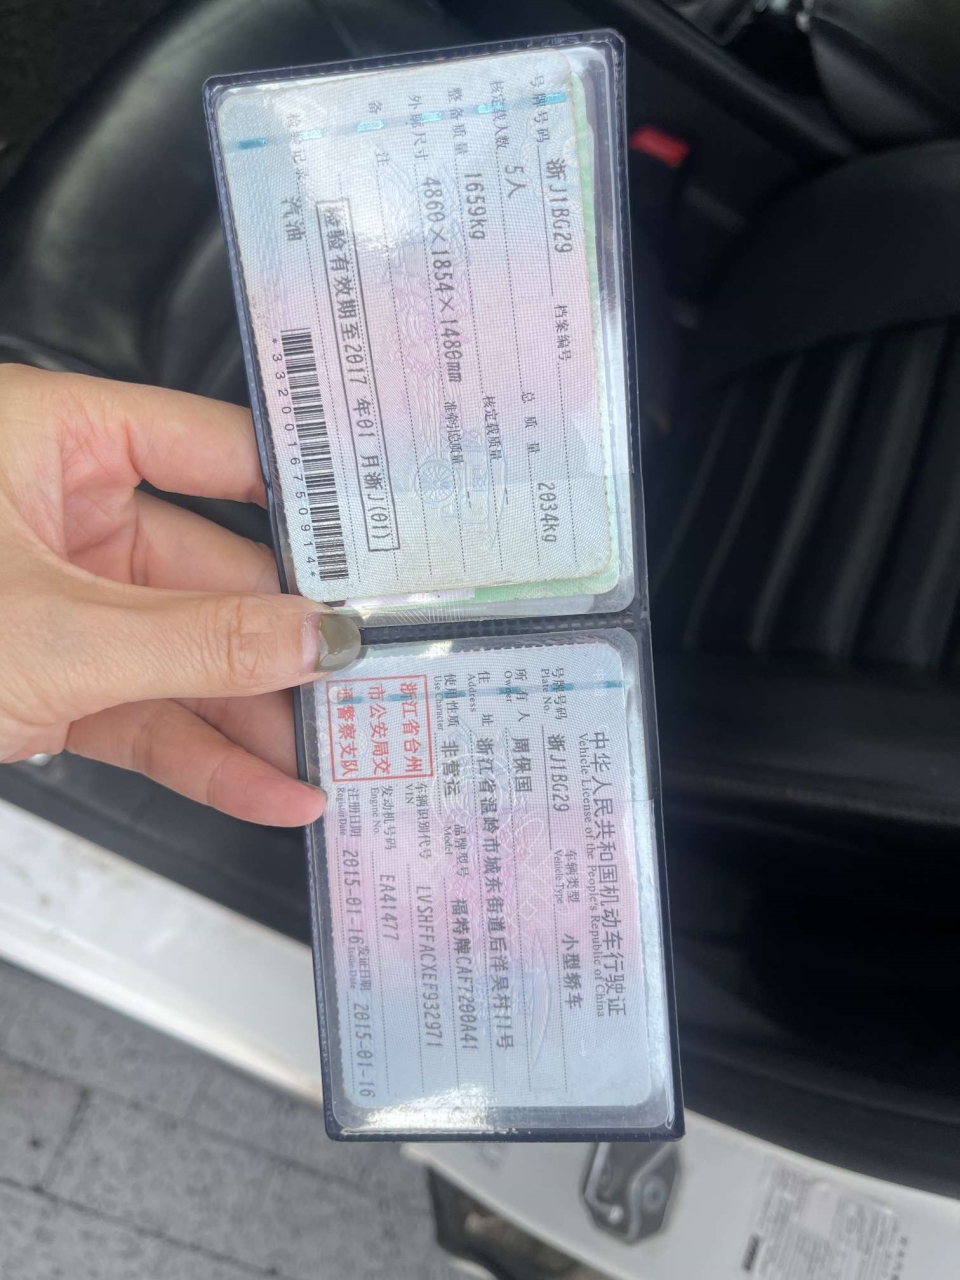 中华人民共和国机动车行驶证
Vehicle License of the People's Republic of China
号牌号码 浙J1BG29 车辆类型 小型轿车
Plate No. Vehicle Type
所有人 周保国
Owner
住址 浙江省温岭市城东街道后洋吴村11号
Address
使用性质 非营运 品牌型号 福特牌CAF7200A41
Use Character Model
浙江省台州
市公安局交
通警察支队
车辆识别代号 LVSHFFACXEF932971
VIN
发动机号码 EA41477
Engine No.
注册日期 2015-01-16 发证日期 2015-01-16
Register Date Issue Date
号牌号码 浙J1BG29 档案编号
核定载人数 5人 总质量 2034kg
整备质量 1659kg 核定载质量 --
外廓尺寸 4860×1854×1480mm 准牵引总质量 --
备注
检验有效期至2017年01月浙J(01)
检验记录 汽油
*3320016750914*